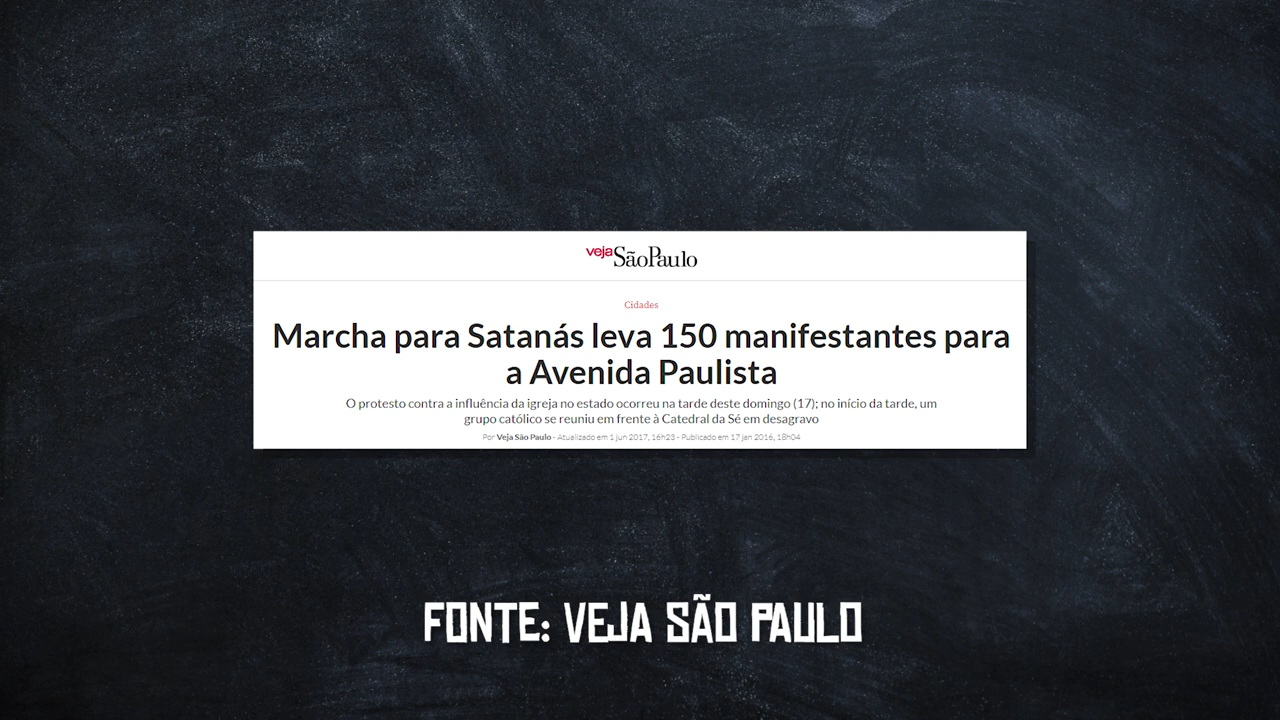 veja SãoPaulo
Cidades
Marcha para Satanás leva 150 manifestantes para
a Avenida Paulista
O protesto contra a influência da igreja no estado ocorreu na tarde deste domingo (17); no início da tarde, um
grupo católico se reuniu em frente à Catedral da Sé em desagravo
Por Veja São Paulo - Atualizado em 1 jun 2017, 16h23 - Publicado em 17 jan 2016, 18h04
FONTE: VEJA SÃO PAULO